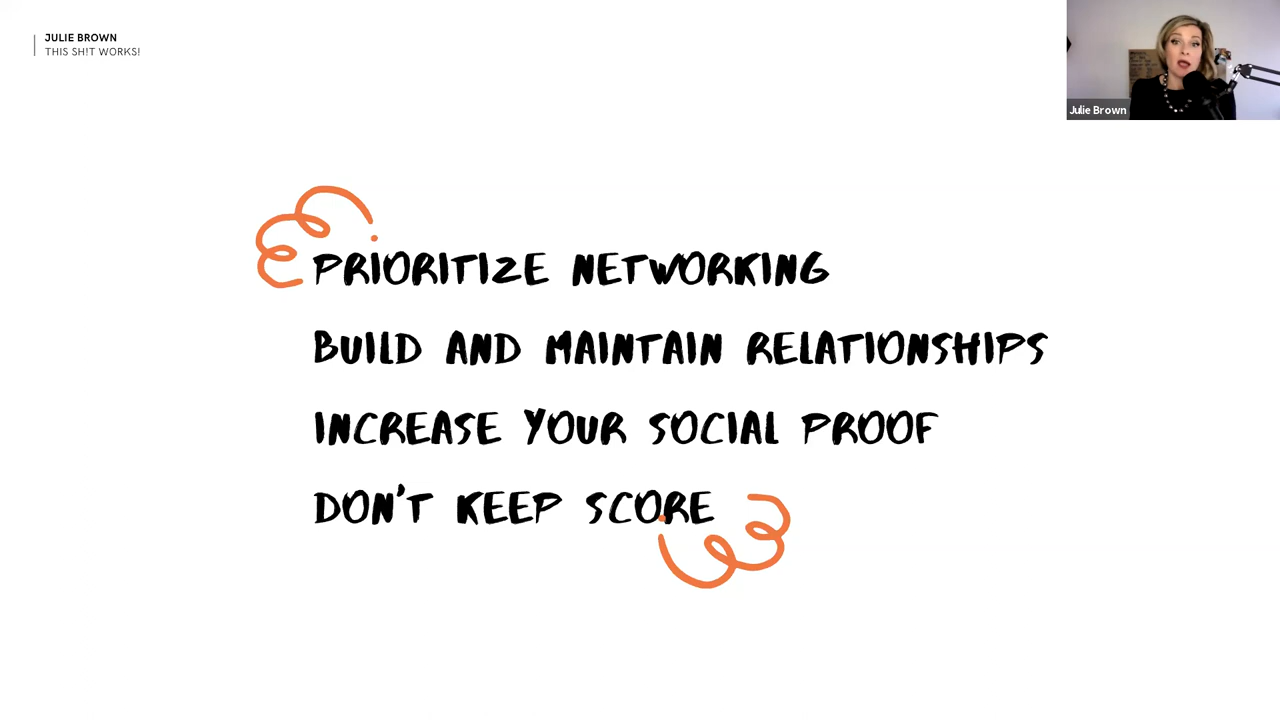 JULIE BROWN
THIS SH!T WORKS!
Julie Brown
PRIORITIZE NETWORKING
BUILD AND MAINTAIN RELATIONSHIPS
INCREASE YOUR SOCIAL PROOF
DON'T KEEP SCORE